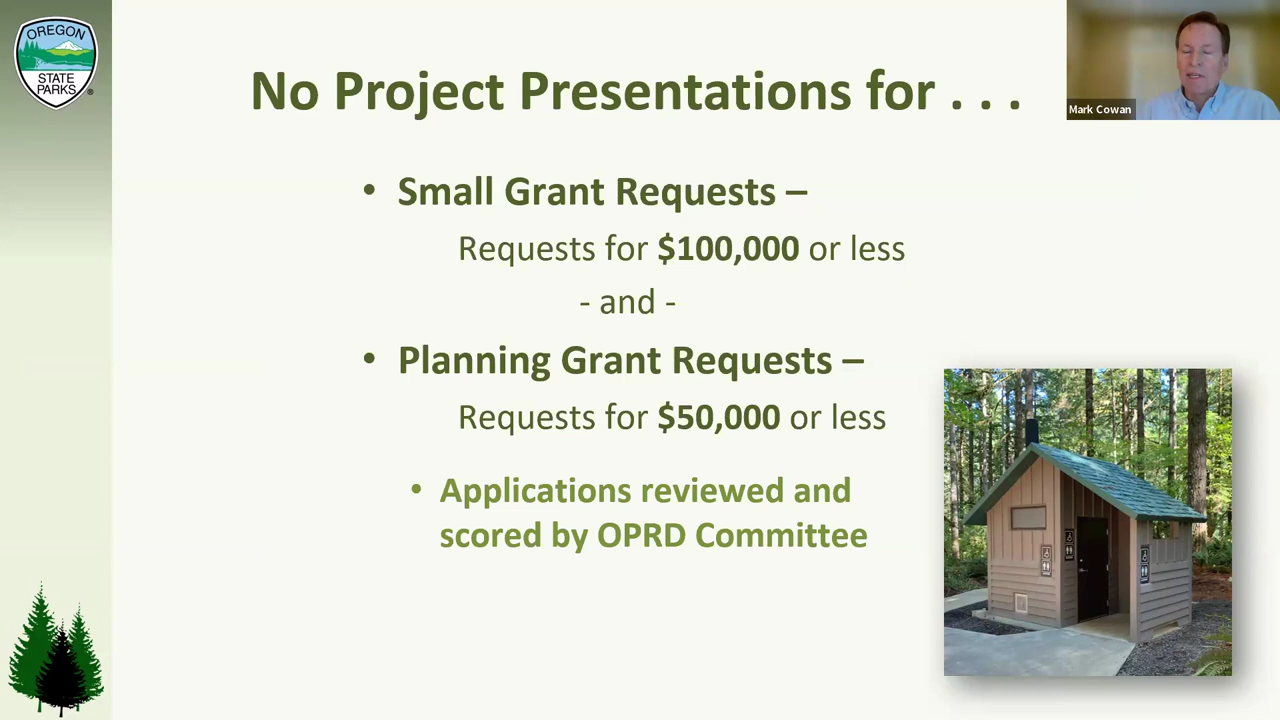 OREGON
STATE
PARKS
®
No Project Presentations for . . .
Mark Cowan
• Small Grant Requests –
Requests for $100,000 or less
- and -
• Planning Grant Requests –
Requests for $50,000 or less
• Applications reviewed and
scored by OPRD Committee